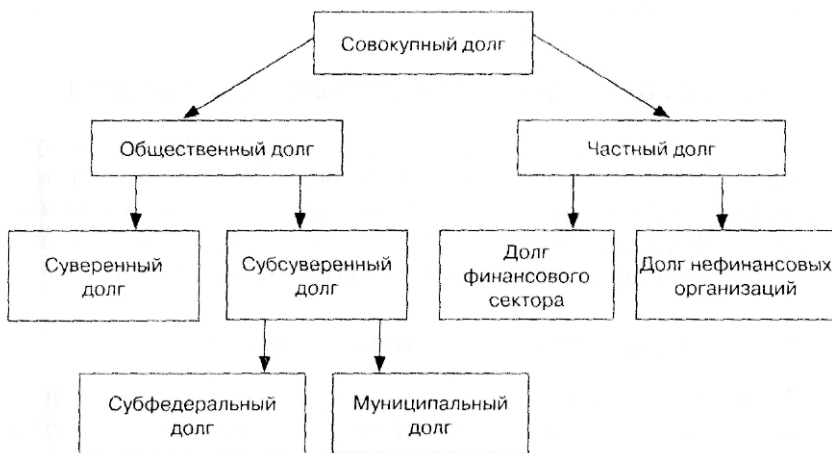 Совокупный долг
Общественный долг
Частный долг
Суверенный
долг
Субсуверенный
долг
Долг
финансового
сектора
Долг нефинансовых
организаций
Субфедеральный
долг
Муниципальный
долг